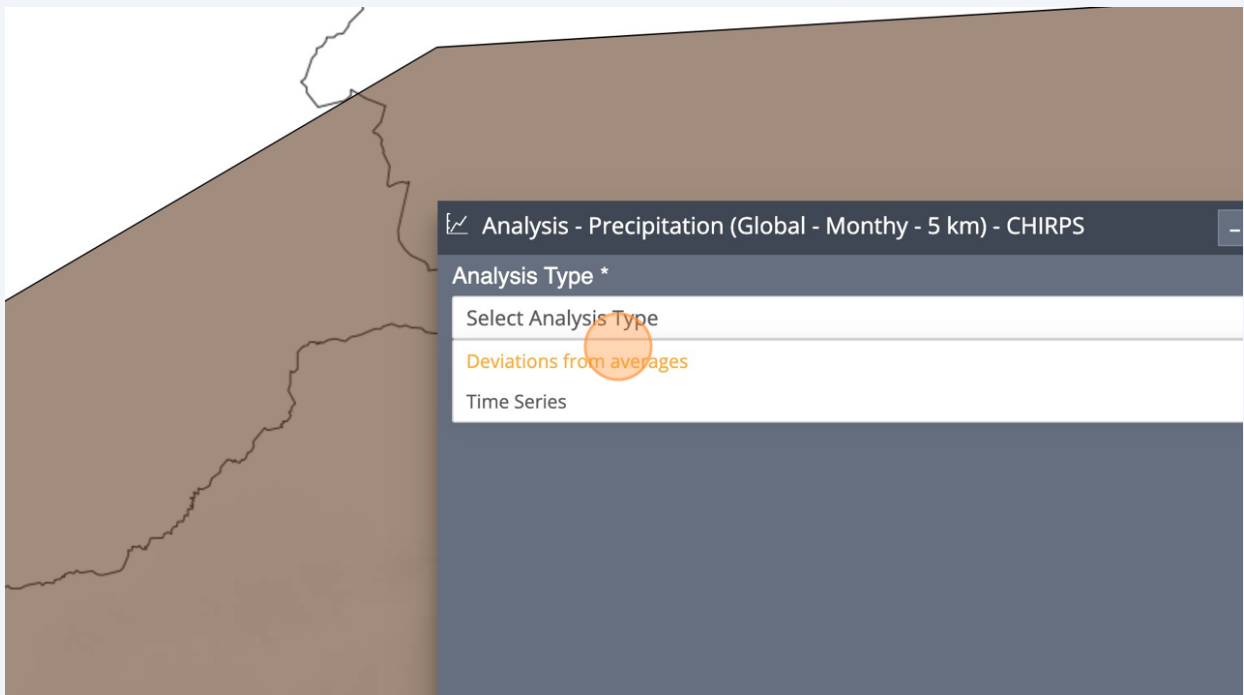 Analysis - Precipitation (Global - Monthy - 5 km) - CHIRPS
Analysis Type *
Select Analysis Type
Deviations from averages
Time Series